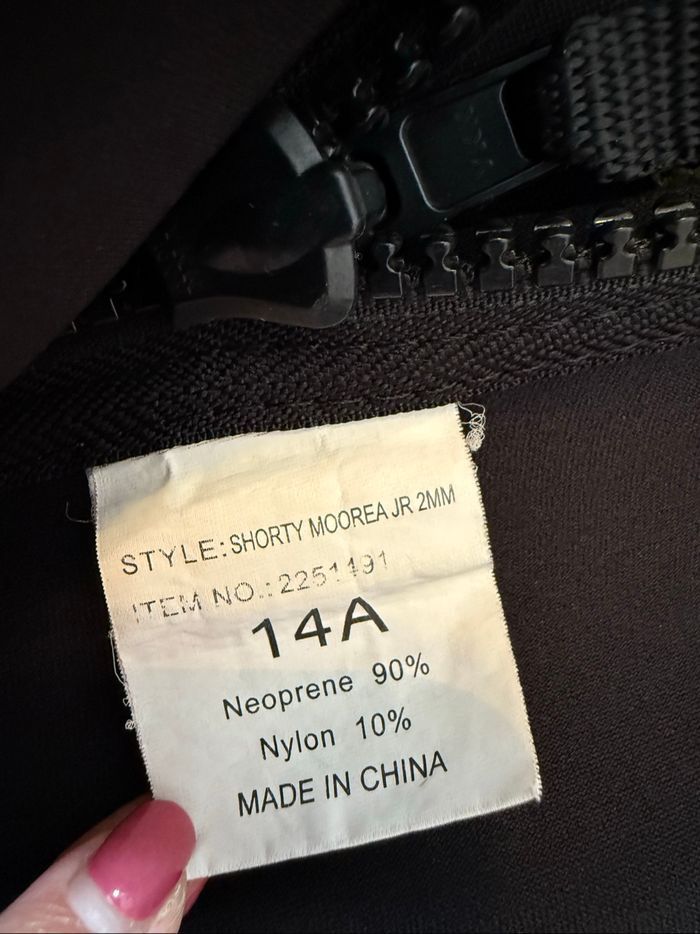 STYLE:SHORTY MOOREA JR 2MM
ITEM NO.:2251491
14A
Neoprene 90%
Nylon 10%
MADE IN CHINA